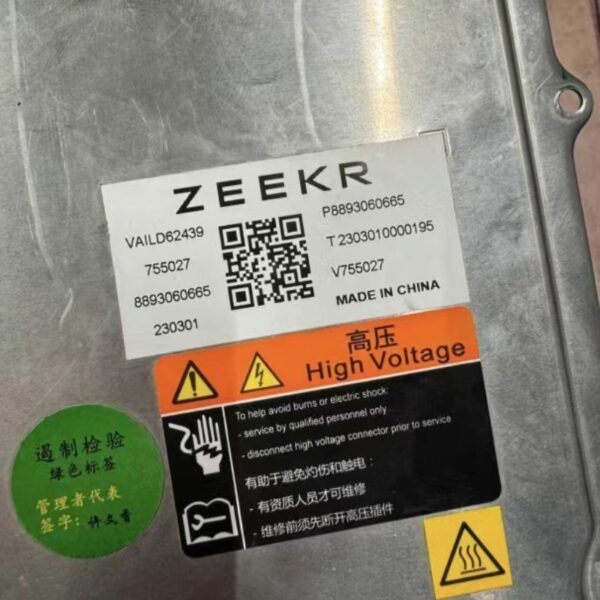 ZEEKR
VAILD62439
755027
8893060665
230301
P8893060665
T2303010000195
V755027
MADE IN CHINA
高压
High Voltage
To help avoid burns or electric shock:
- service by qualified personnel only
- disconnect high voltage connector prior to service
有助于避免灼伤和触电：
- 有资质人员才可维修
- 维修前须先断开高压插件
遏制检验
绿色标签
管理者代表
签字：许文香